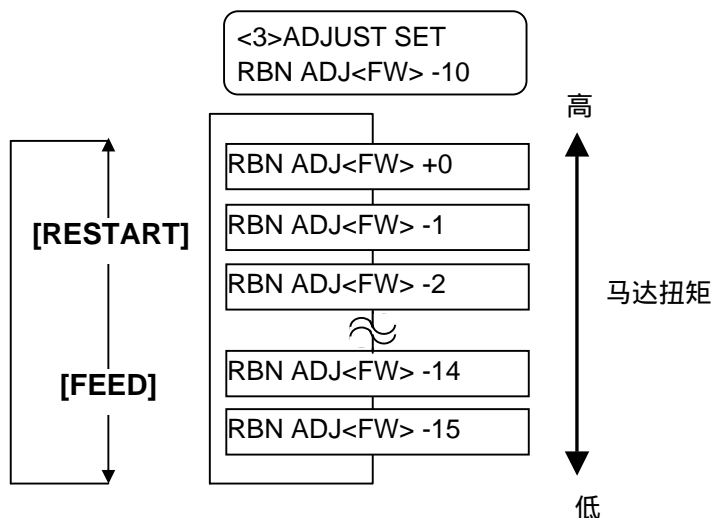 <3>ADJUST SET
RBN ADJ<FW> -10
高
RBN ADJ<FW> +0
[RESTART]
RBN ADJ<FW> -1
RBN ADJ<FW> -2
马达扭矩
[FEED]
RBN ADJ<FW> -14
RBN ADJ<FW> -15
低